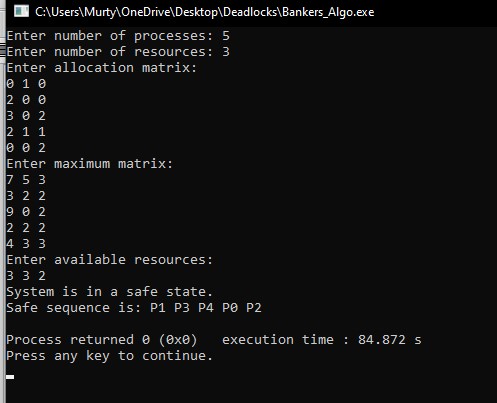 C:\Users\Murty\OneDrive\Desktop\Deadlocks\Bankers_Algo.exe
Enter number of processes: 5
Enter number of resources: 3
Enter allocation matrix:
0 1 0
2 0 0
3 0 2
2 1 1
0 0 2
Enter maximum matrix:
7 5 3
3 2 2
9 0 2
2 2 2
4 3 3
Enter available resources:
3 3 2
System is in a safe state.
Safe sequence is: P1 P3 P4 P0 P2
Process returned 0 (0x0)   execution time : 84.872 s
Press any key to continue.